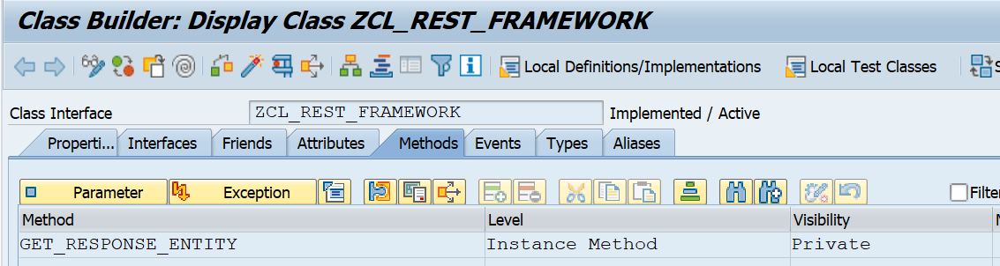 Class Builder: Display Class ZCL_REST_FRAMEWORK
Local Definitions/Implementations Local Test Classes S
Class Interface ZCL_REST_FRAMEWORK Implemented / Active
Properti... Interfaces Friends Attributes Methods Events Types Aliases
Parameter Exception Filter
Method Level Visibility
GET_RESPONSE_ENTITY Instance Method Private